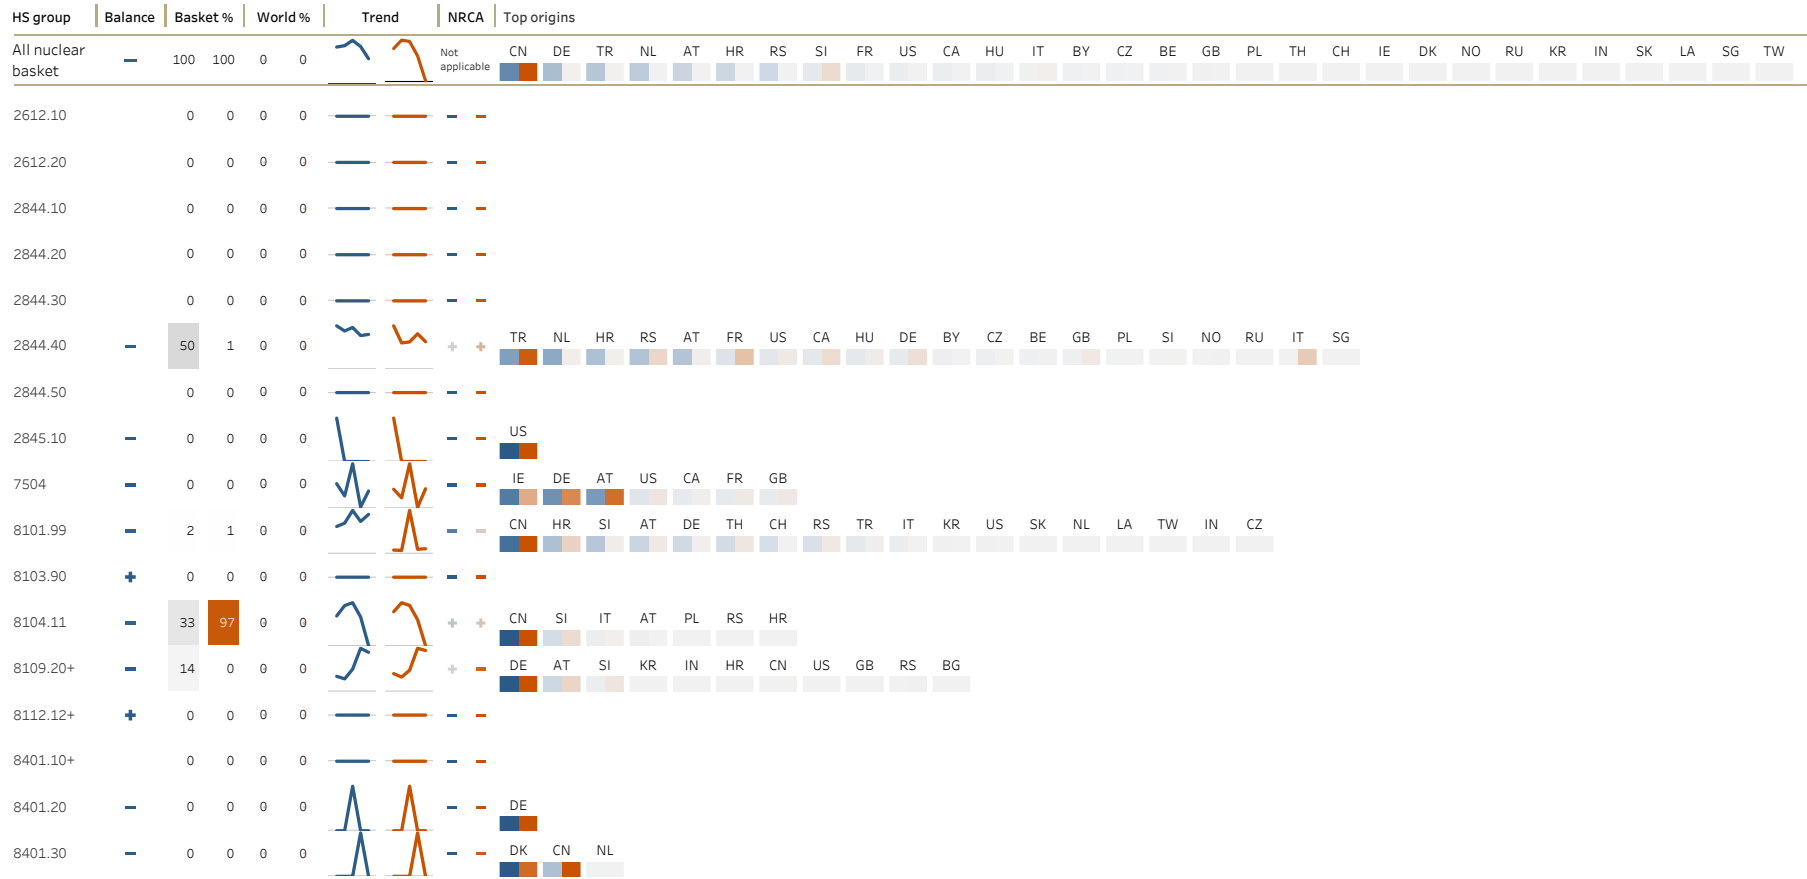 HS group Balance Basket % World % Trend NRCA Top origins
All nuclear basket 100 100 0 0 Not applicable CN DE TR NL AT HR RS SI FR US CA HU IT BY CZ BE GB PL TH CH IE DK NO RU KR IN SK LA SG TW
2612.10 0 0 0 0
2612.20 0 0 0 0
2844.10 0 0 0 0
2844.20 0 0 0 0
2844.30 0 0 0 0
2844.40 50 1 0 0 TR NL HR RS AT FR US CA HU DE BY CZ BE GB PL SI NO RU IT SG
2844.50 0 0 0 0
2845.10 0 0 0 0 US
7504 0 0 0 0 IE DE AT US CA FR GB
8101.99 2 1 0 0 CN HR SI AT DE TH CH RS TR IT KR US SK NL LA TW IN CZ
8103.90 0 0 0 0
8104.11 33 97 0 0 CN SI IT AT PL RS HR
8109.20+ 14 0 0 0 DE AT SI KR IN HR CN US GB RS BG
8112.12+ 0 0 0 0
8401.10+ 0 0 0 0
8401.20 0 0 0 0 DE
8401.30 0 0 0 0 DK CN NL